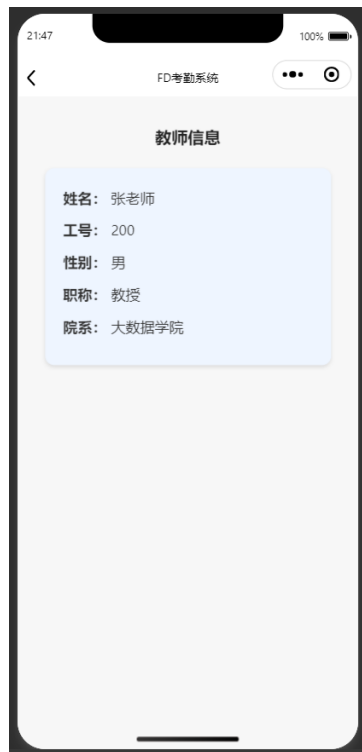 21:47
100%
FD考勤系统
教师信息
姓名： 张老师
工号： 200
性别： 男
职称： 教授
院系： 大数据学院